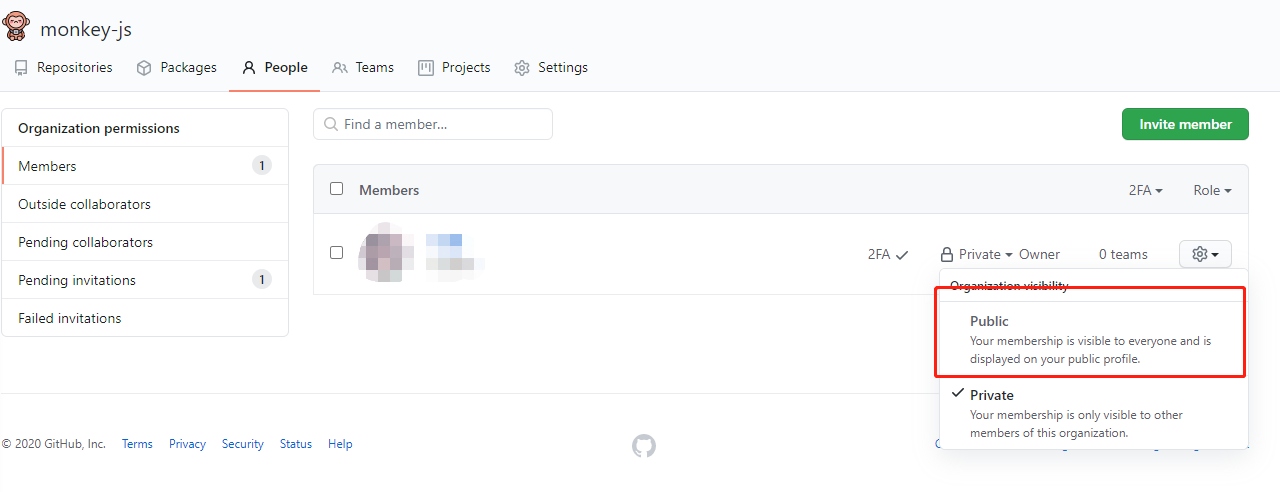 monkey-js
Repositories Packages People Teams Projects Settings
Organization permissions
Members 1
Outside collaborators
Pending collaborators
Pending invitations 1
Failed invitations
Find a member...
Invite member
Members 2FA Role
2FA Private Owner 0 teams
Organization visibility
Public
Your membership is visible to everyone and is
displayed on your public profile.
Private
Your membership is only visible to other
members of this organization.
© 2020 GitHub, Inc. Terms Privacy Security Status Help